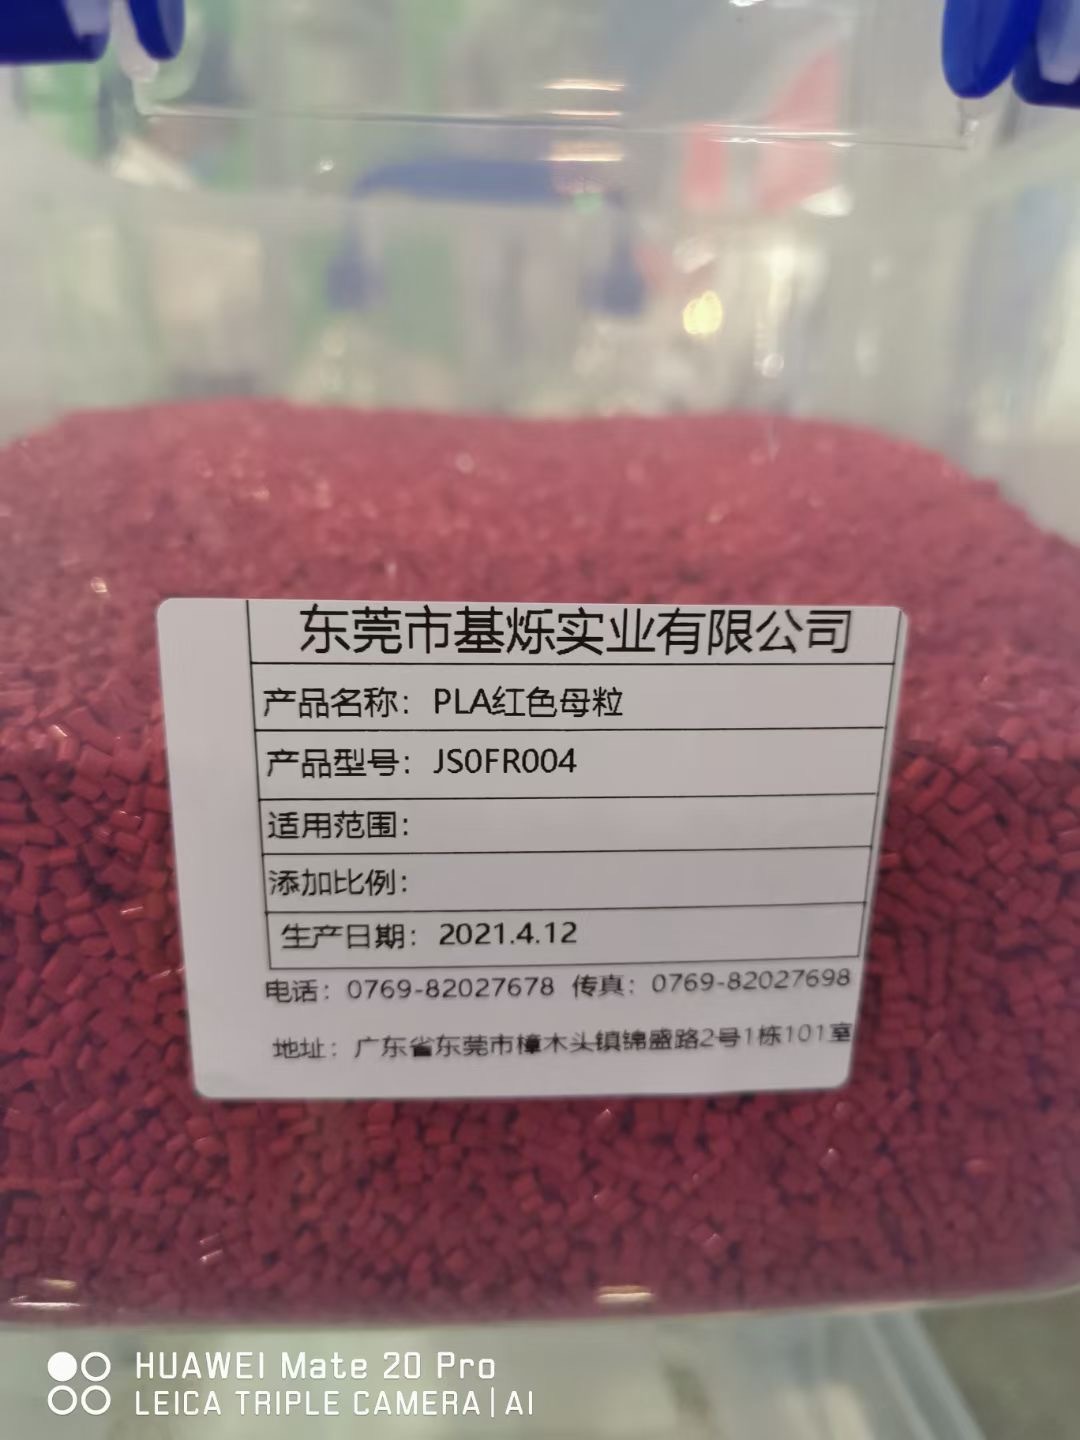 东莞市基烁实业有限公司
产品名称：PLA红色母粒
产品型号：JS0FR004
适用范围：
添加比例：
生产日期：2021.4.12
电话：0769-82027678 传真：0769-82027698
地址：广东省东莞市樟木头镇锦盛路2号1栋101室
HUAWEI Mate 20 Pro
LEICA TRIPLE CAMERA | AI